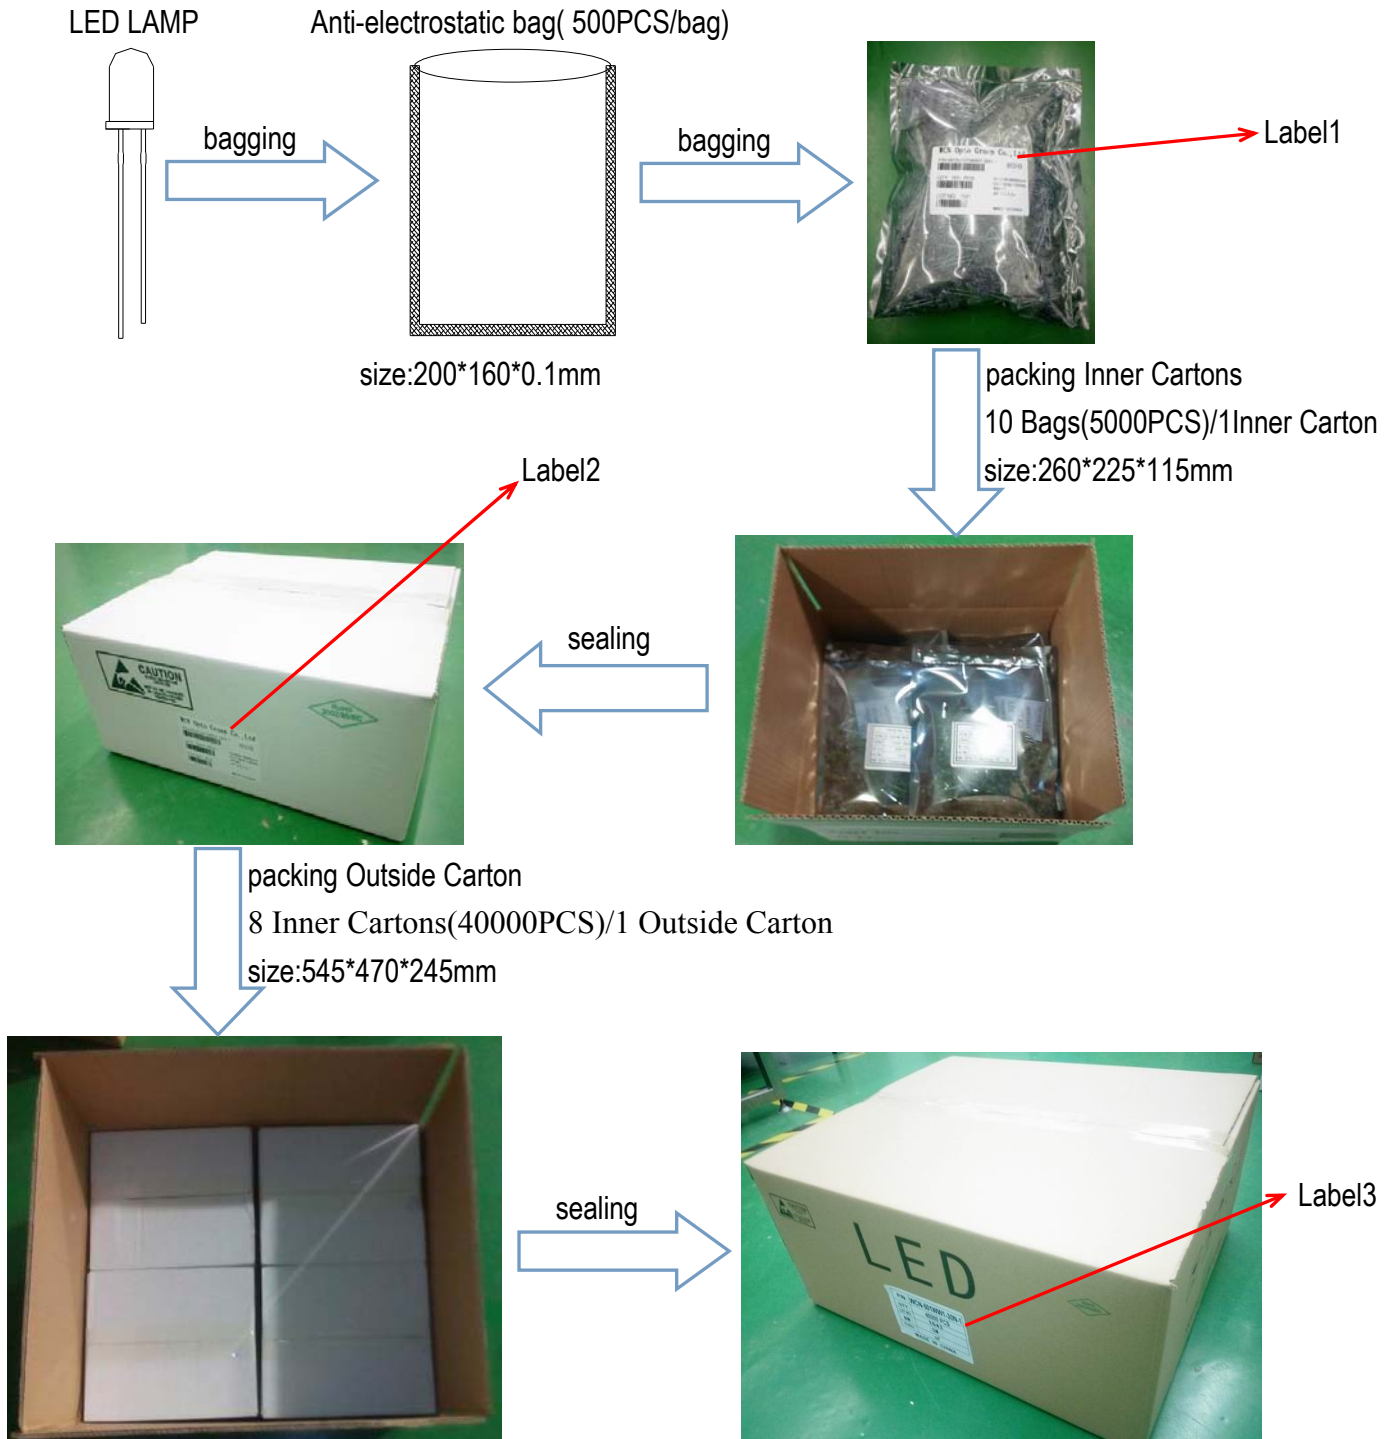 LED LAMP
Anti-electrostatic bag( 500PCS/bag)
bagging
bagging
Label1
size:200*160*0.1mm
packing Inner Cartons
10 Bags(5000PCS)/1Inner Carton
size:260*225*115mm
Label2
sealing
CAUTION
packing Outside Carton
8 Inner Cartons(40000PCS)/1 Outside Carton
size:545*470*245mm
sealing
Label3
LED